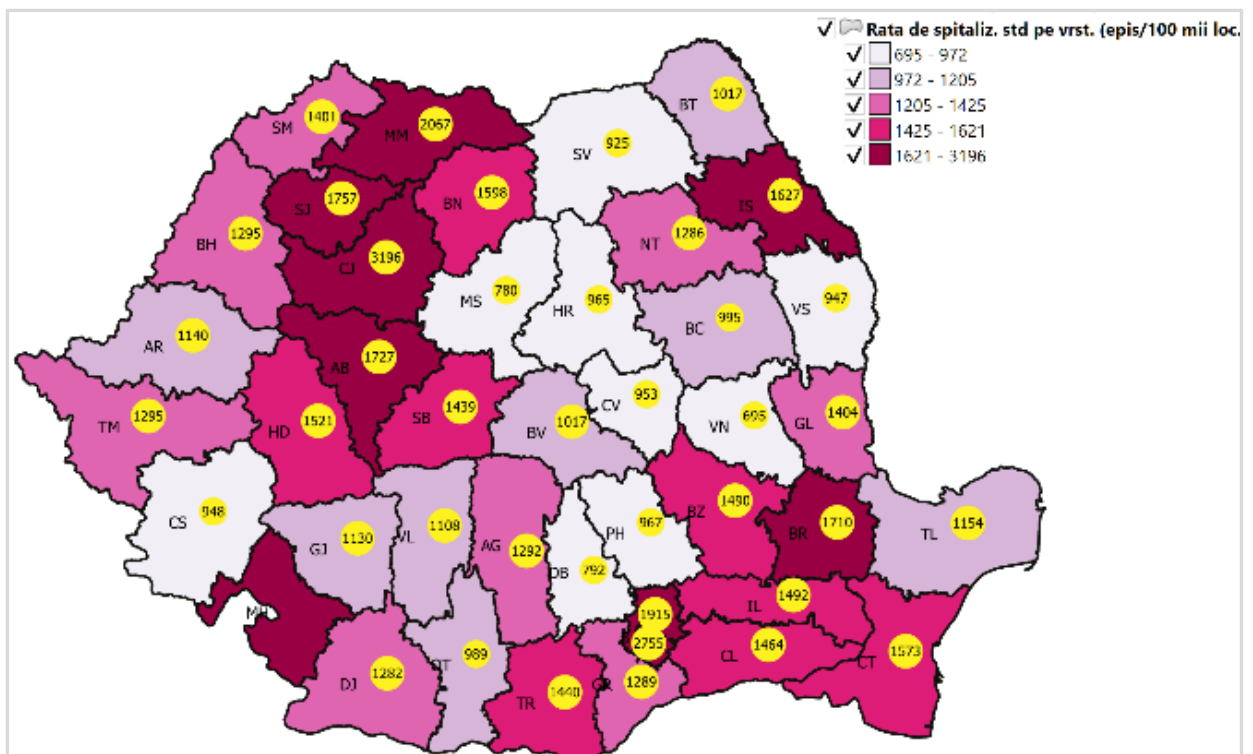 Rata de spitaliz. std pe vrst. (epis/100 mii loc.
695 - 972
972 - 1205
1205 - 1425
1425 - 1621
1621 - 3196
BT 1017
SM 1401
MM 2067
SV 925
SJ 1757
BN 1598
IS 1627
BH 1295
NT 1286
CJ 3196
MS 780
HR 965
BC 995
VS 947
AR 1140
AB 1727
TM 1295
HD 1521
SB 1439
BV 1017
CV 953
VN 695
GL 1404
CS 948
GJ 1130
VL 1108
AG 1292
DB 792
PH 967
BZ 1490
BR 1710
TL 1154
MH
1915
IL 1492
2755
DJ 1282
OT 989
TR 1440
GR 1289
CL 1464
CT 1573